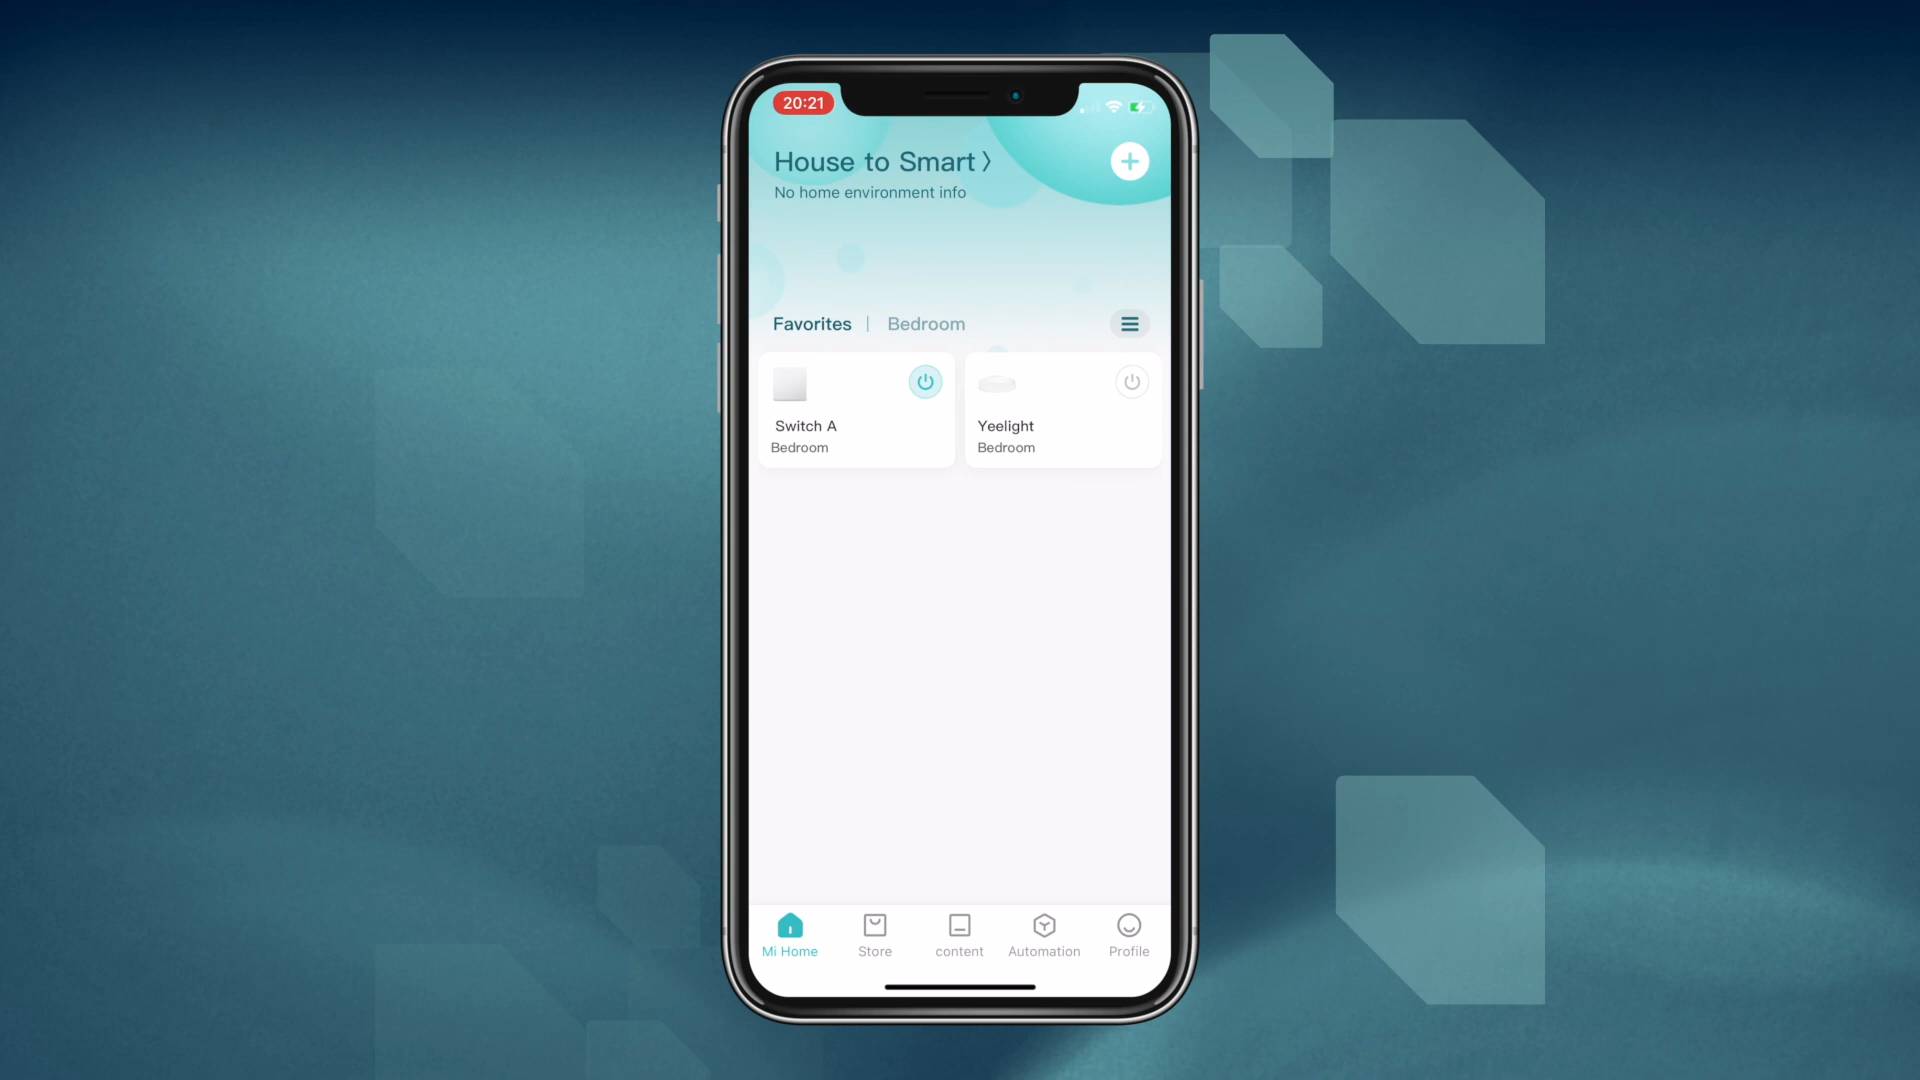 20:21
House to Smart
No home environment info
Favorites
Bedroom
Switch A
Bedroom
Yeelight
Bedroom
Mi Home
Store
content
Automation
Profile